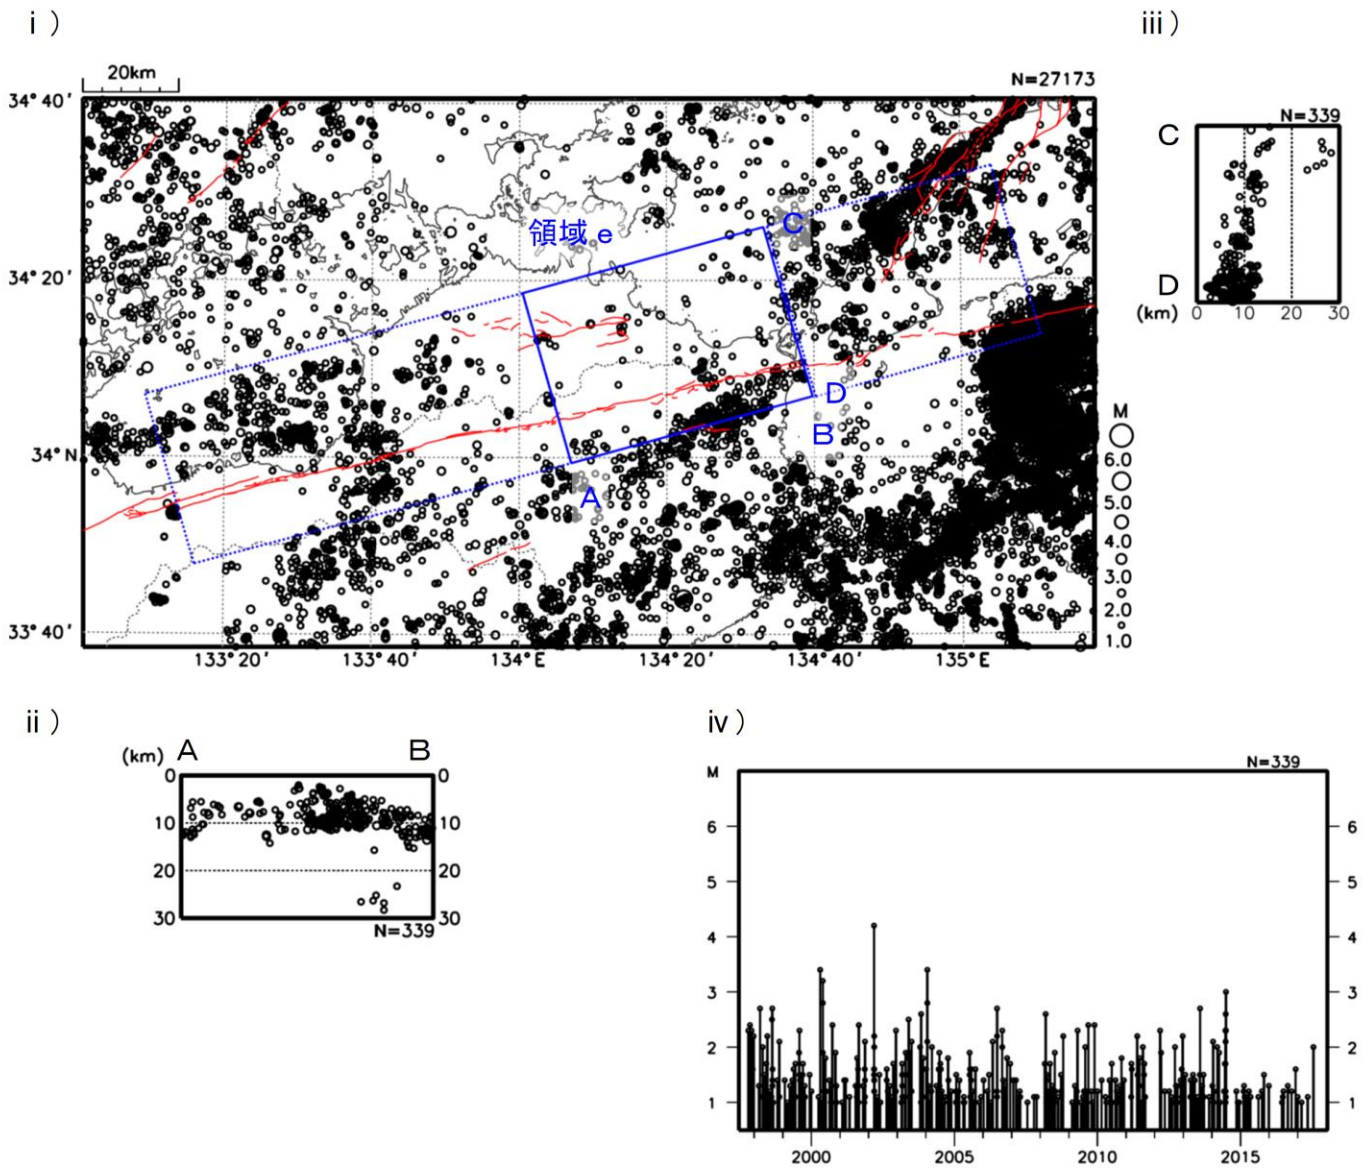 ⅰ）
ⅲ）
20km
N=27173
34°40′
N=339
C
領域 e
C
34°20′
D
0 10 20 30
(km)
D
B
M
34°N
6.0
A
5.0
4.0
3.0
2.0
33°40′
1.0
133°20′ 133°40′ 134°E 134°20′ 134°40′ 135°E
ⅱ）
ⅳ）
(km) A B
0 0
10 10
20 20
30 30
N=339
N=339
M
6 6
5 5
4 4
3 3
2 2
1 1
2000 2005 2010 2015